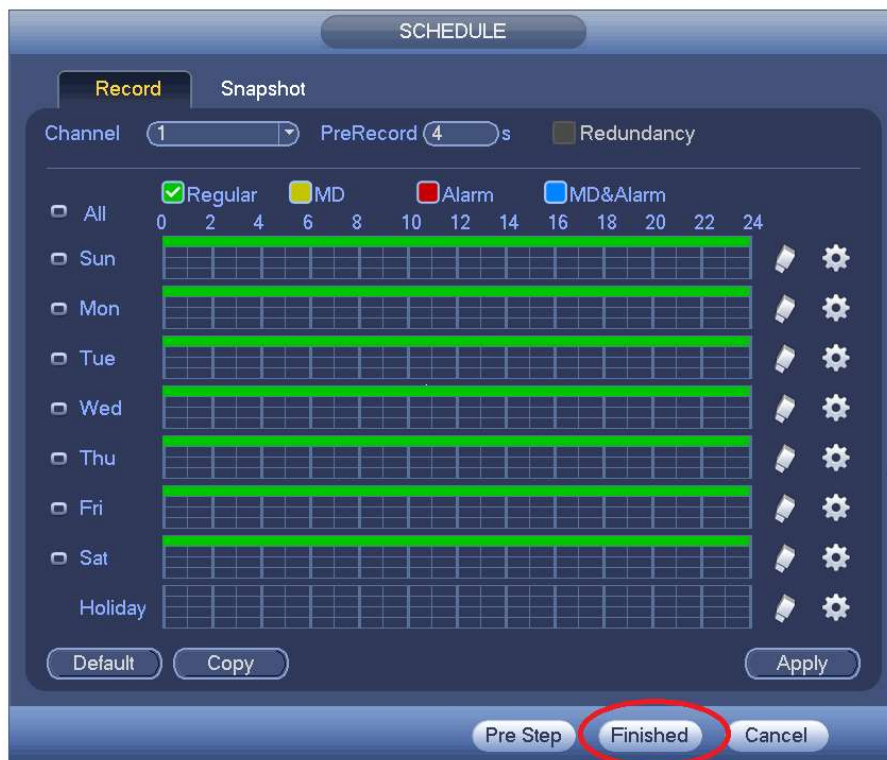 SCHEDULE
Record Snapshot
Channel 1 PreRecord 4 s Redundancy
Regular MD Alarm MD&Alarm
All
0 2 4 6 8 10 12 14 16 18 20 22 24
Sun
Mon
Tue
Wed
Thu
Fri
Sat
Holiday
Default Copy Apply
Pre Step Finished Cancel